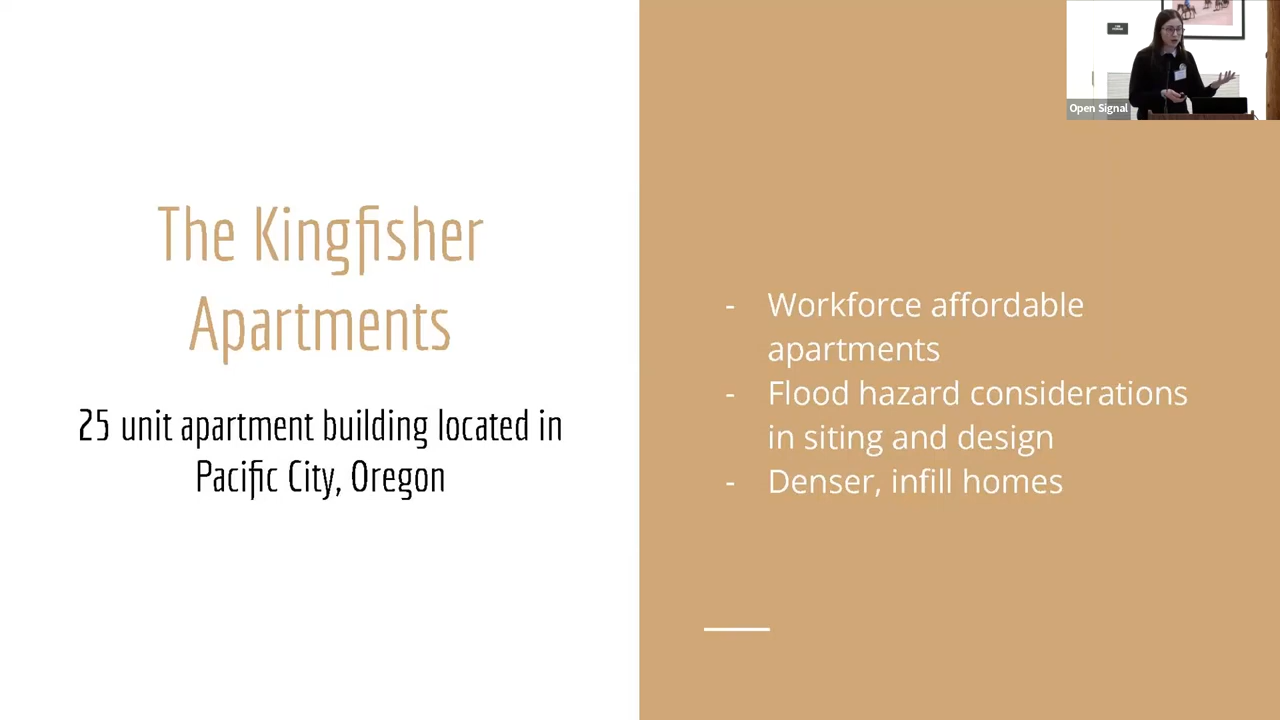 The Kingfisher
Apartments
25 unit apartment building located in
Pacific City, Oregon
- Workforce affordable
apartments
- Flood hazard considerations
in siting and design
- Denser, infill homes
Open Signal